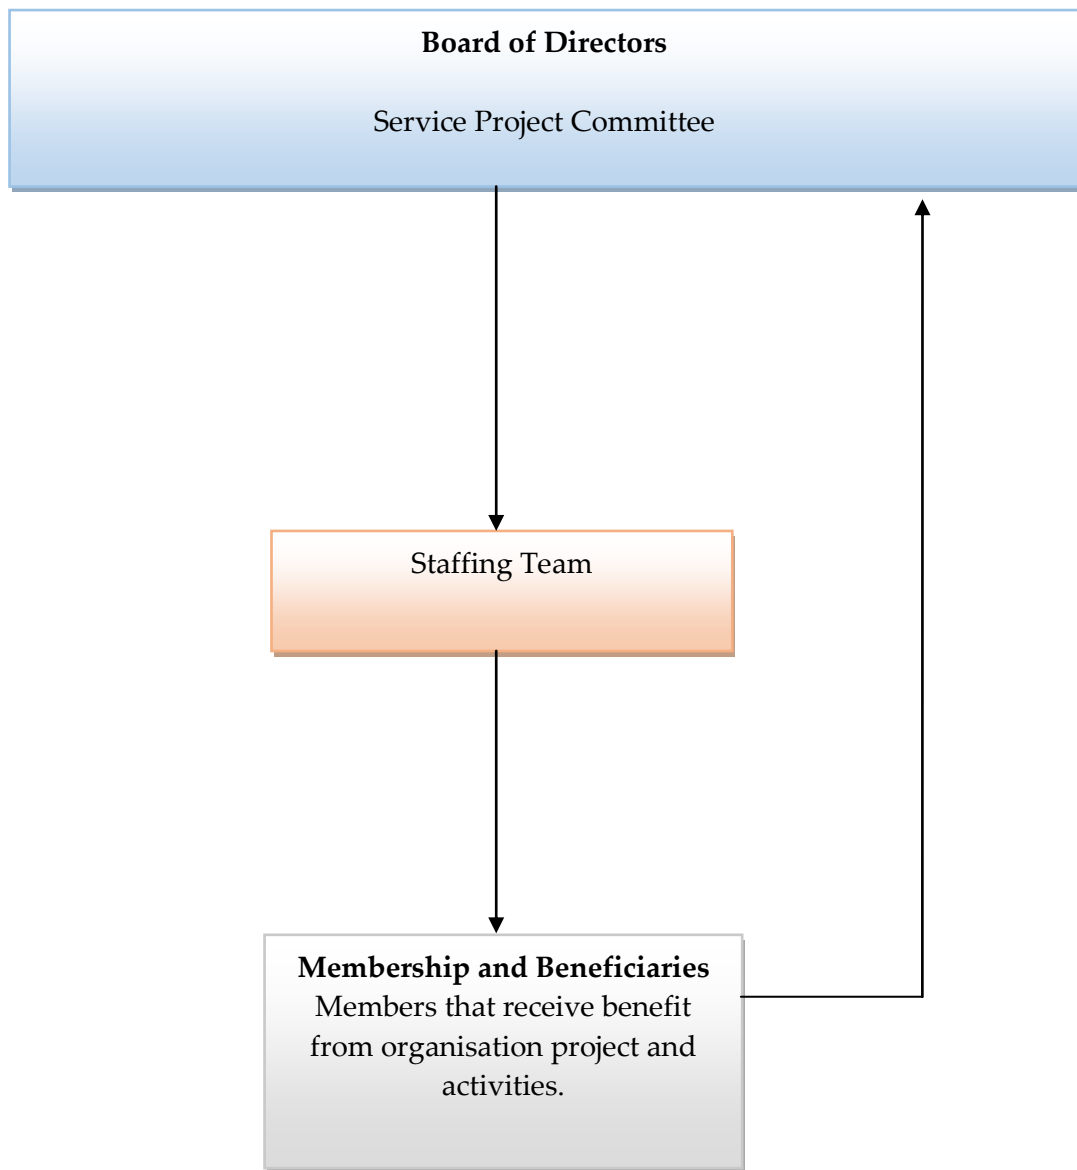 Board of Directors
Service Project Committee
Staffing Team
Membership and Beneficiaries
Members that receive benefit
from organisation project and
activities.